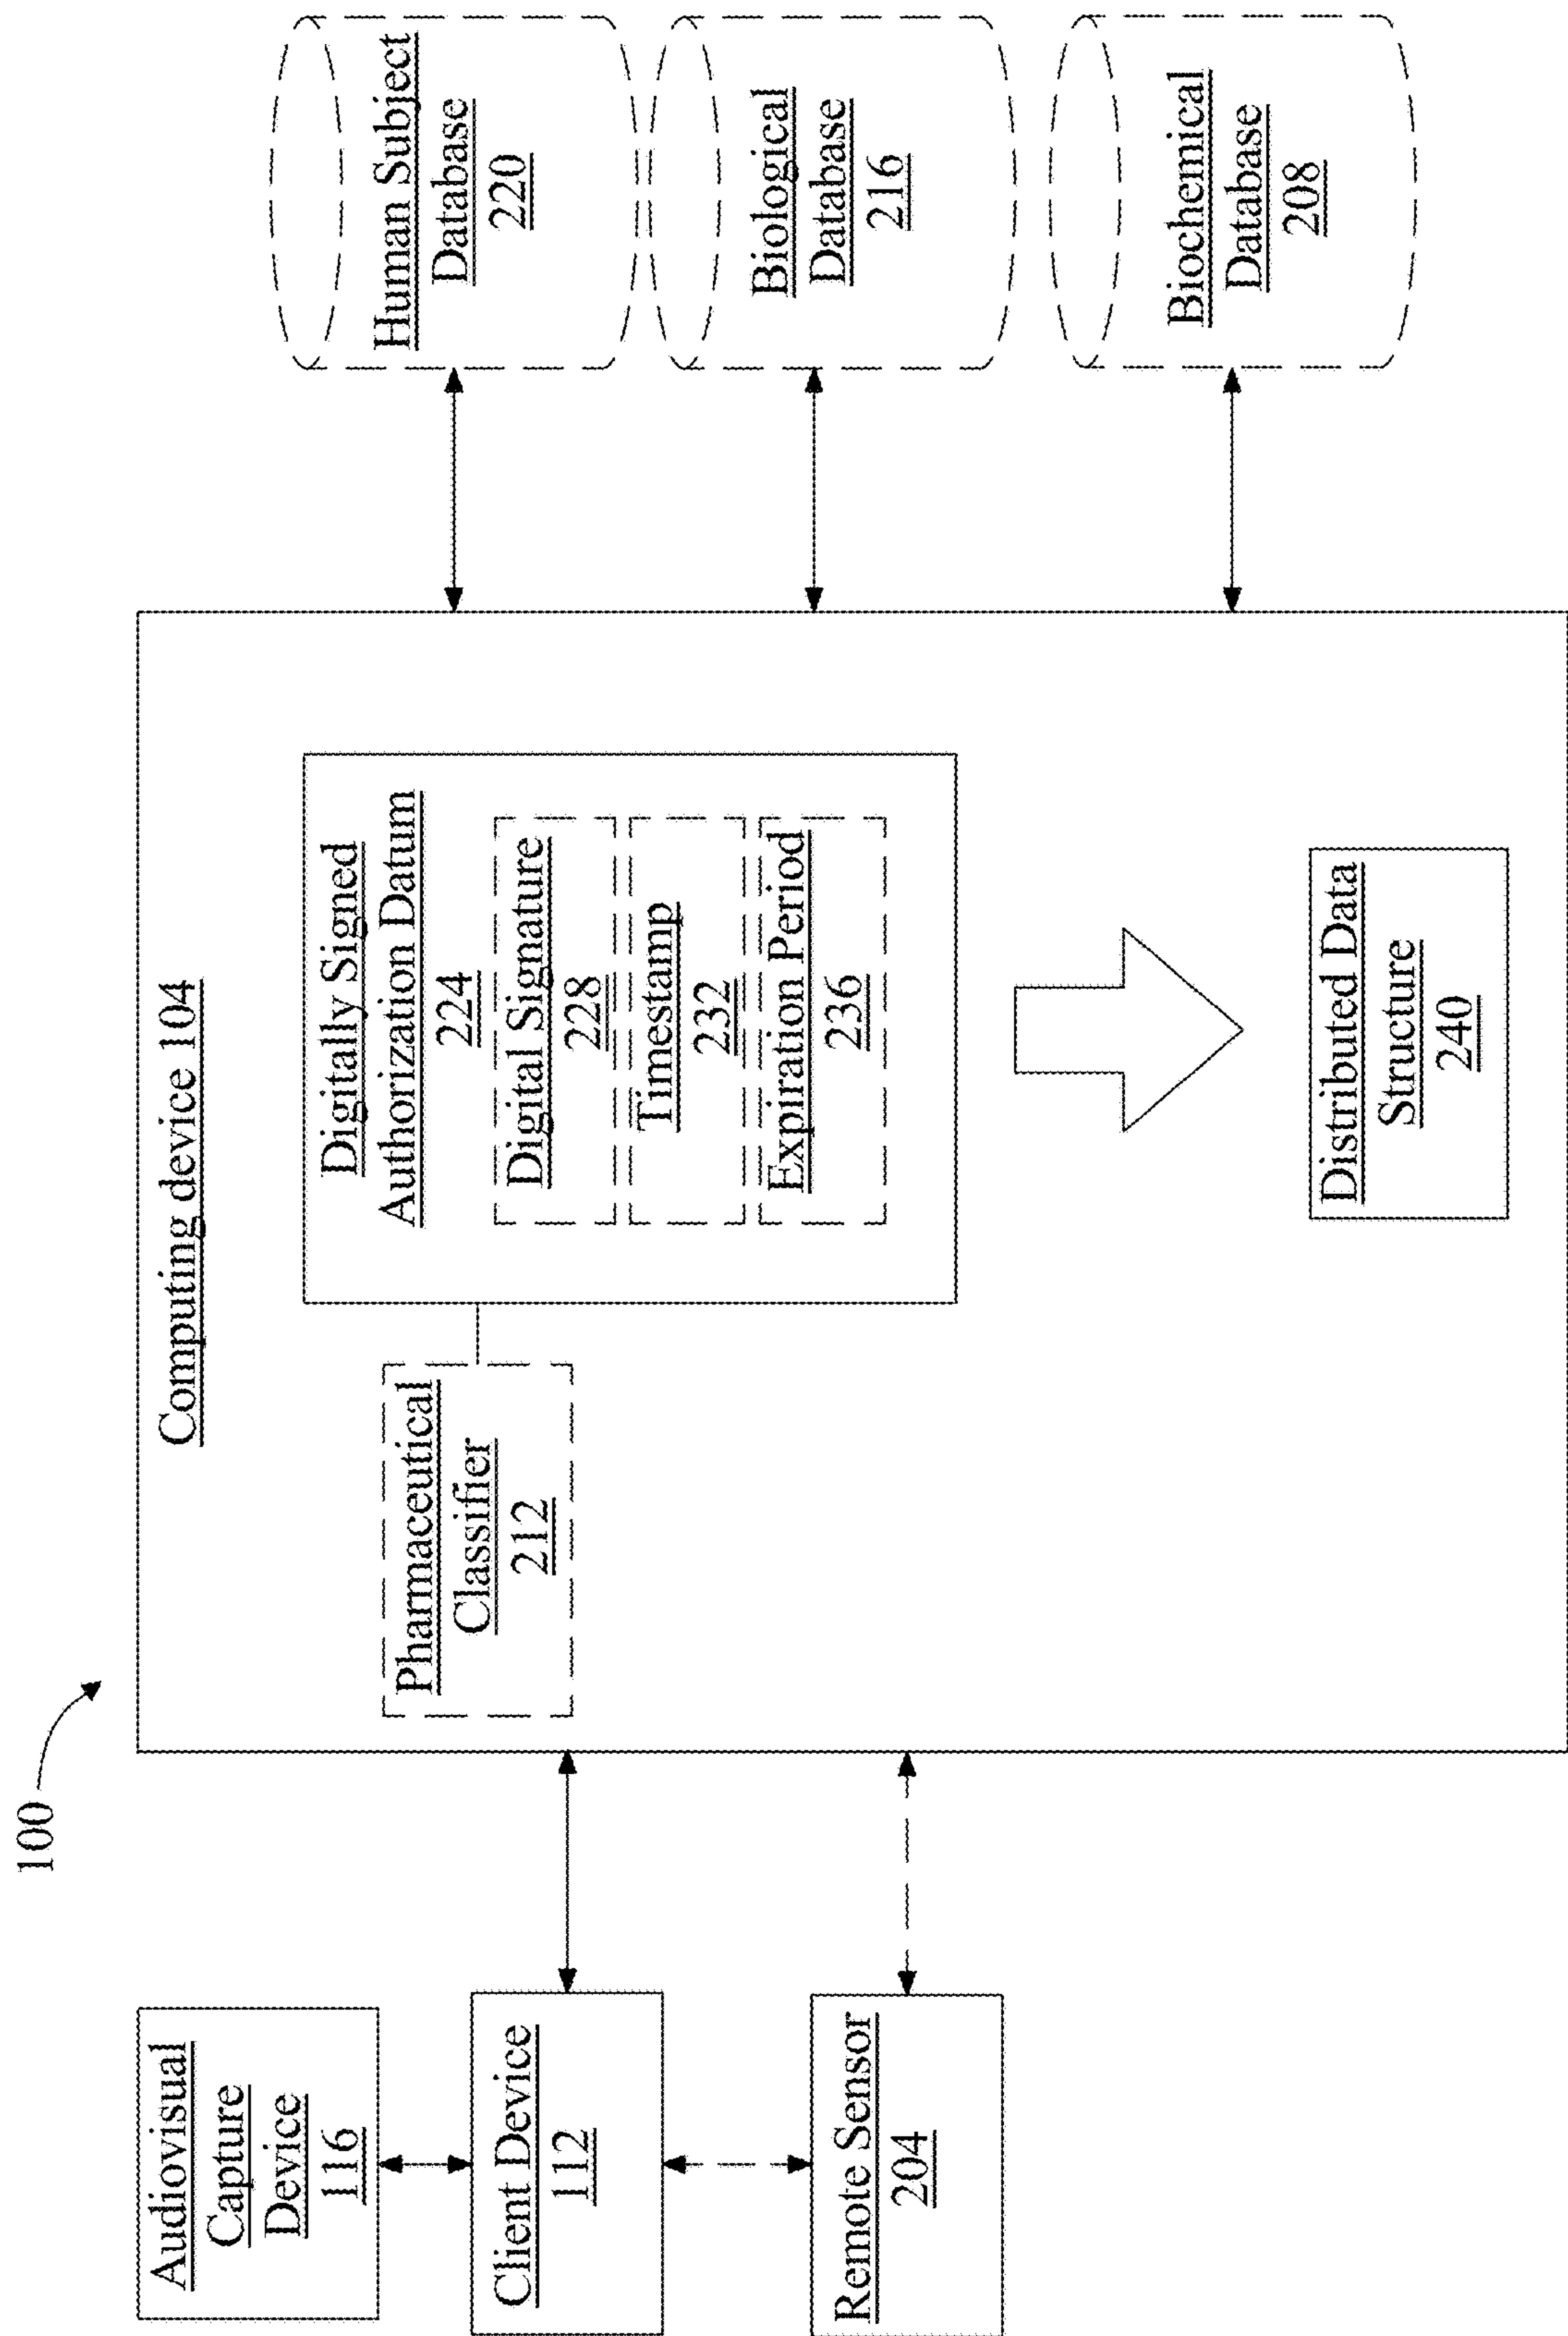 100
Audiovisual
Capture
Device
116
Client Device
112
Remote Sensor
204
Computing device 104
Pharmaceutical
Classifier
212
Digitally Signed
Authorization Datum
224
Digital Signature
228
Timestamp
232
Expiration Period
236
Distributed Data
Structure
240
Human Subject
Database
220
Biological
Database
216
Biochemical
Database
208